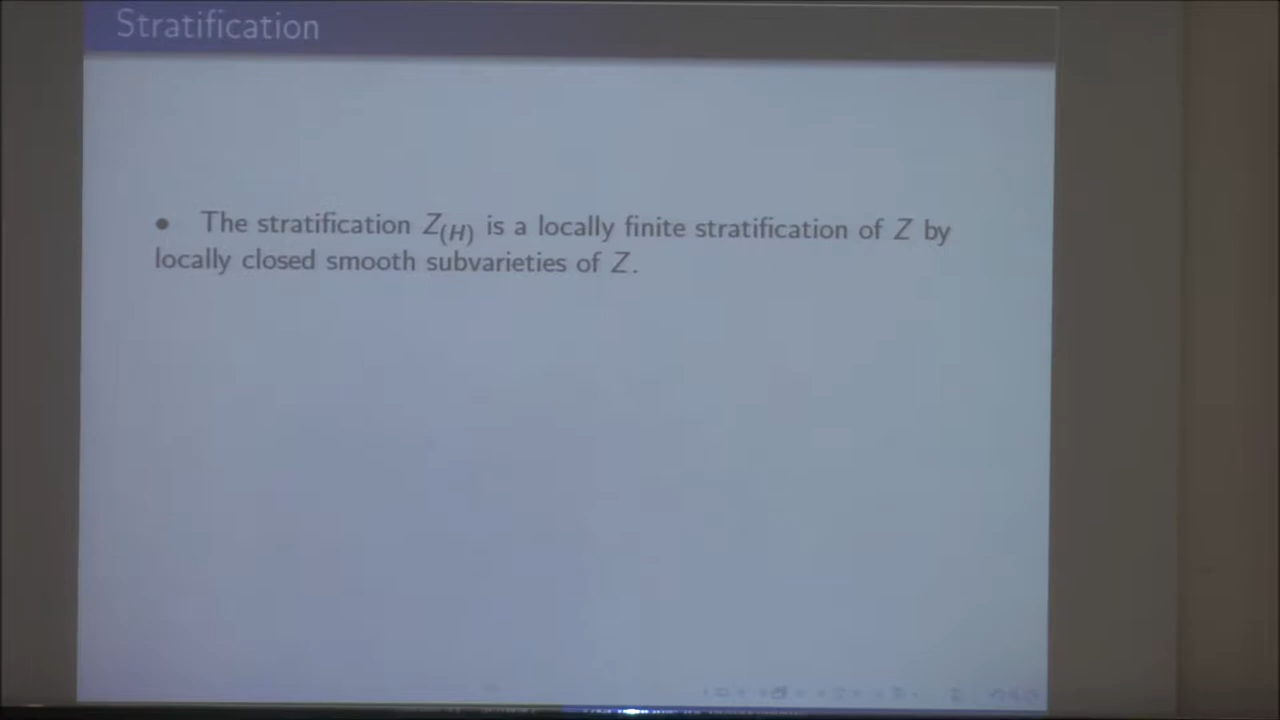 Stratification
• The stratification Z_(H) is a locally finite stratification of Z by
locally closed smooth subvarieties of Z.